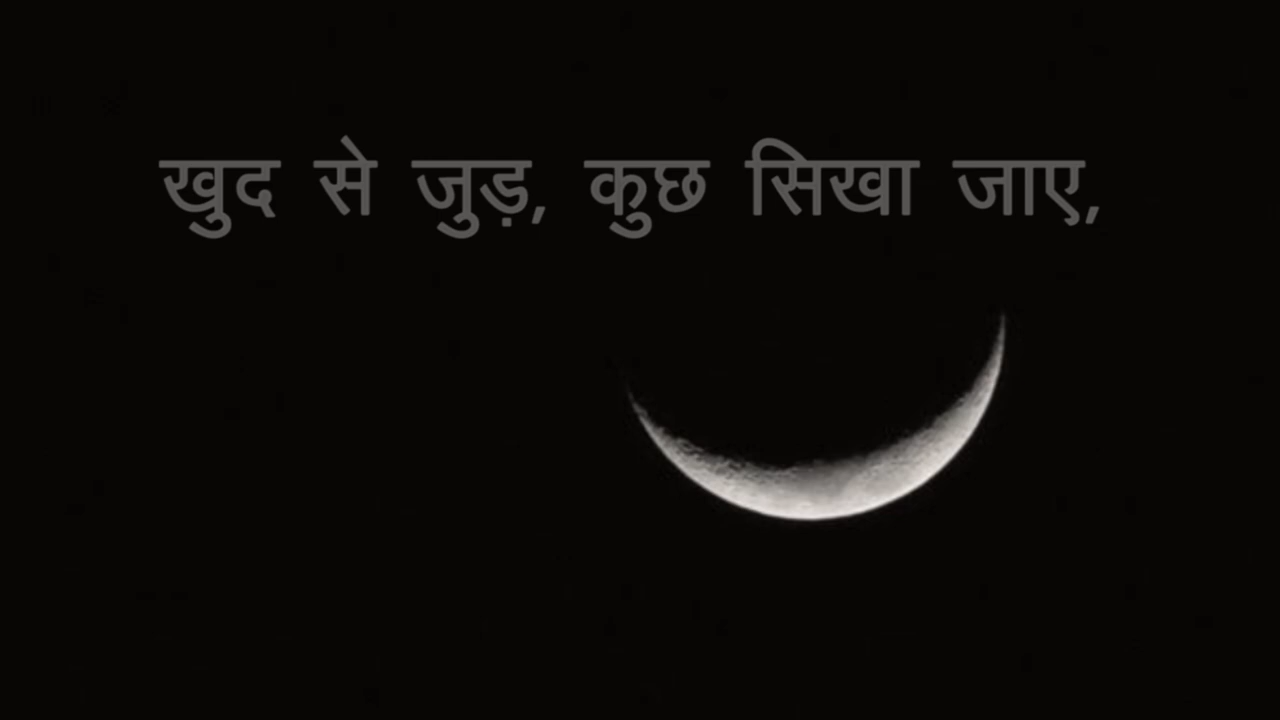 खुद से जुड़, कुछ सिखा जाए,